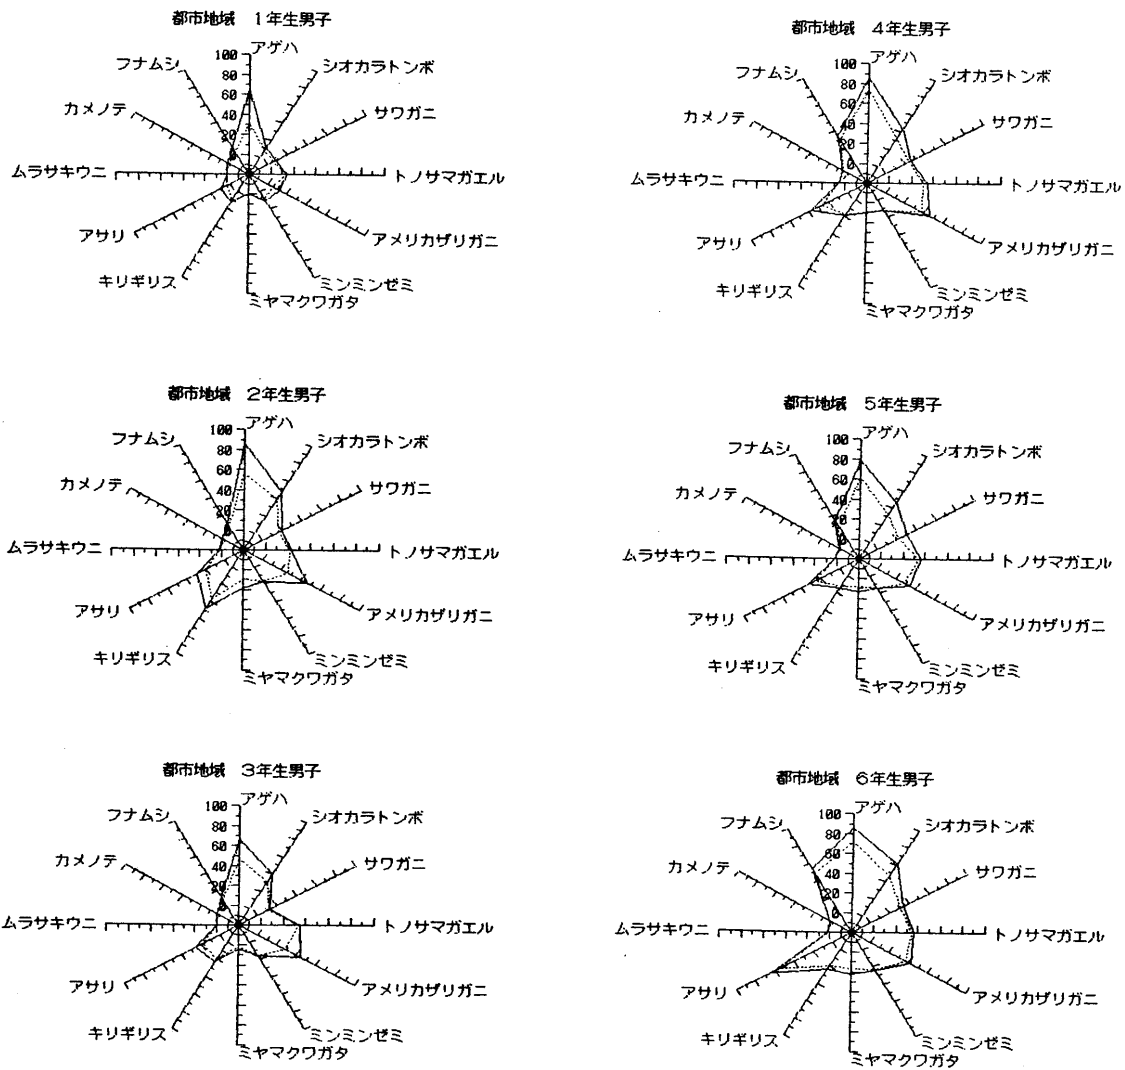 都市地域 1年生男子
アゲハ
シオカラトンボ
サワガニ
トノサマガエル
アメリカザリガニ
ミンミンゼミ
ミヤマクワガタ
キリギリス
アサリ
ムラサキウニ
カメノテ
フナムシ
100
80
60
40
20
0
都市地域 4年生男子
アゲハ
シオカラトンボ
サワガニ
トノサマガエル
アメリカザリガニ
ミンミンゼミ
ミヤマクワガタ
キリギリス
アサリ
ムラサキウニ
カメノテ
フナムシ
100
80
60
40
20
0
都市地域 2年生男子
アゲハ
シオカラトンボ
サワガニ
トノサマガエル
アメリカザリガニ
ミンミンゼミ
ミヤマクワガタ
キリギリス
アサリ
ムラサキウニ
カメノテ
フナムシ
100
80
60
40
20
0
都市地域 5年生男子
アゲハ
シオカラトンボ
サワガニ
トノサマガエル
アメリカザリガニ
ミンミンゼミ
ミヤマクワガタ
キリギリス
アサリ
ムラサキウニ
カメノテ
フナムシ
100
80
60
40
20
0
都市地域 3年生男子
アゲハ
シオカラトンボ
サワガニ
トノサマガエル
アメリカザリガニ
ミンミンゼミ
ミヤマクワガタ
キリギリス
アサリ
ムラサキウニ
カメノテ
フナムシ
100
80
60
40
20
0
都市地域 6年生男子
アゲハ
シオカラトンボ
サワガニ
トノサマガエル
アメリカザリガニ
ミンミンゼミ
ミヤマクワガタ
キリギリス
アサリ
ムラサキウニ
カメノテ
フナムシ
100
80
60
40
20
0